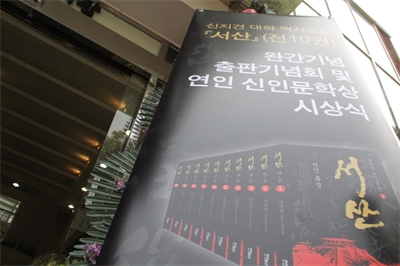 신지견 대하 역사소설
『서산』(전10권)
완간기념
출판기념회 및
연인 신인문학상
시상식
서산